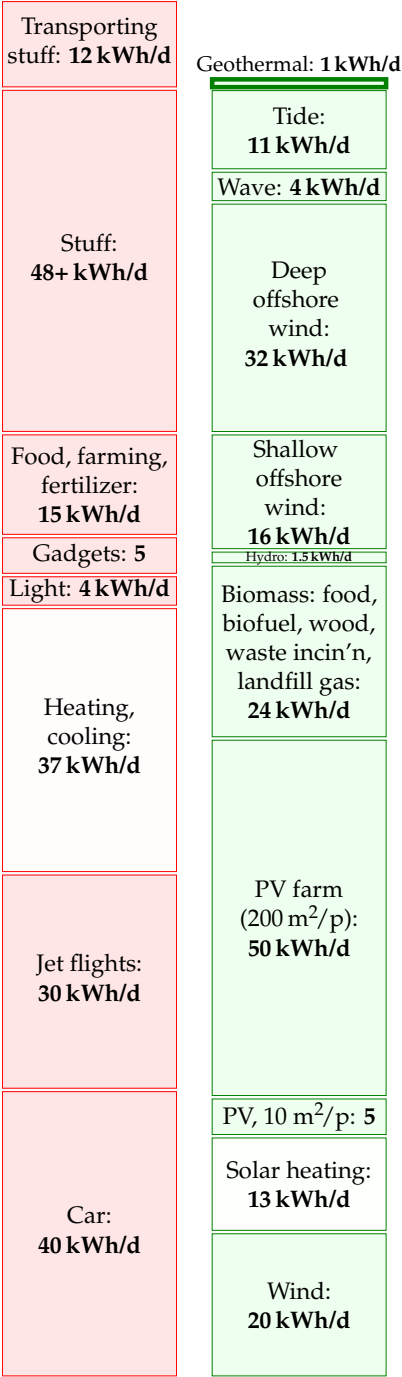 Transporting
stuff: 12 kWh/d
Stuff:
48+ kWh/d
Food, farming,
fertilizer:
15 kWh/d
Gadgets: 5
Light: 4 kWh/d
Heating,
cooling:
37 kWh/d
Jet flights:
30 kWh/d
Car:
40 kWh/d
Geothermal: 1 kWh/d
Tide:
11 kWh/d
Wave: 4 kWh/d
Deep
offshore
wind:
32 kWh/d
Shallow
offshore
wind:
16 kWh/d
Hydro: 1.5 kWh/d
Biomass: food,
biofuel, wood,
waste incin’n,
landfill gas:
24 kWh/d
PV farm
(200 m²/p):
50 kWh/d
PV, 10 m²/p: 5
Solar heating:
13 kWh/d
Wind:
20 kWh/d